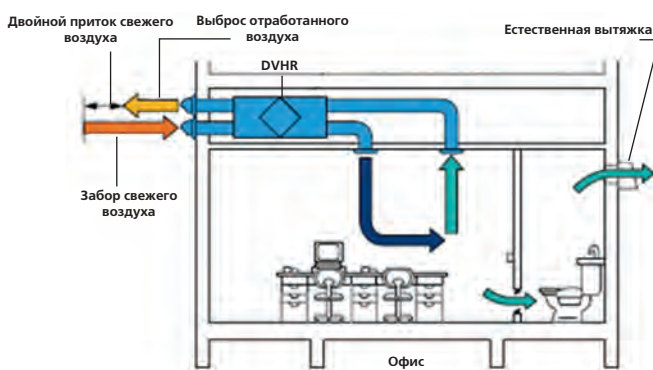 Двойной приток свежего
воздуха
Выброс отработанного
воздуха
Естественная вытяжка
DVHR
Забор свежего
воздуха
Офис